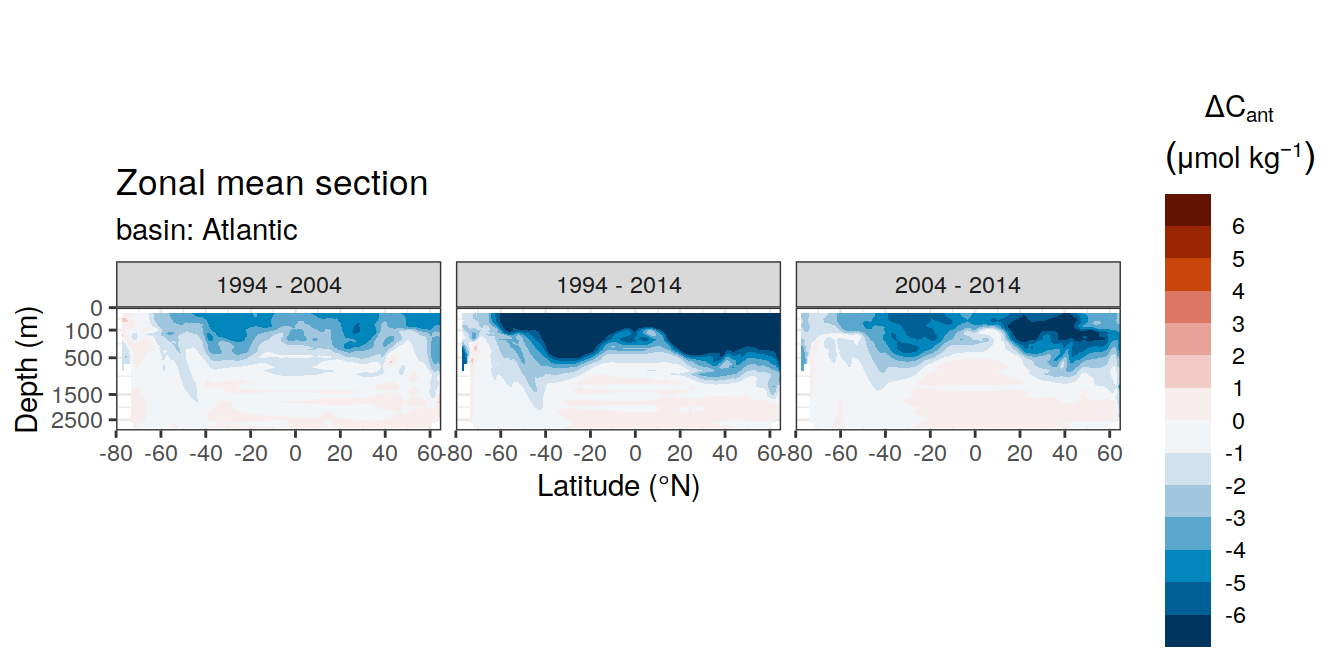 ΔCant
(μmol kg⁻¹)
Zonal mean section
basin: Atlantic
1994 - 2004
1994 - 2014
2004 - 2014
Depth (m)
0
100
500
1500
2500
-80 -60 -40 -20 0 20 40 60
-80 -60 -40 -20 0 20 40 60
-80 -60 -40 -20 0 20 40 60
Latitude (°N)
6
5
4
3
2
1
0
-1
-2
-3
-4
-5
-6